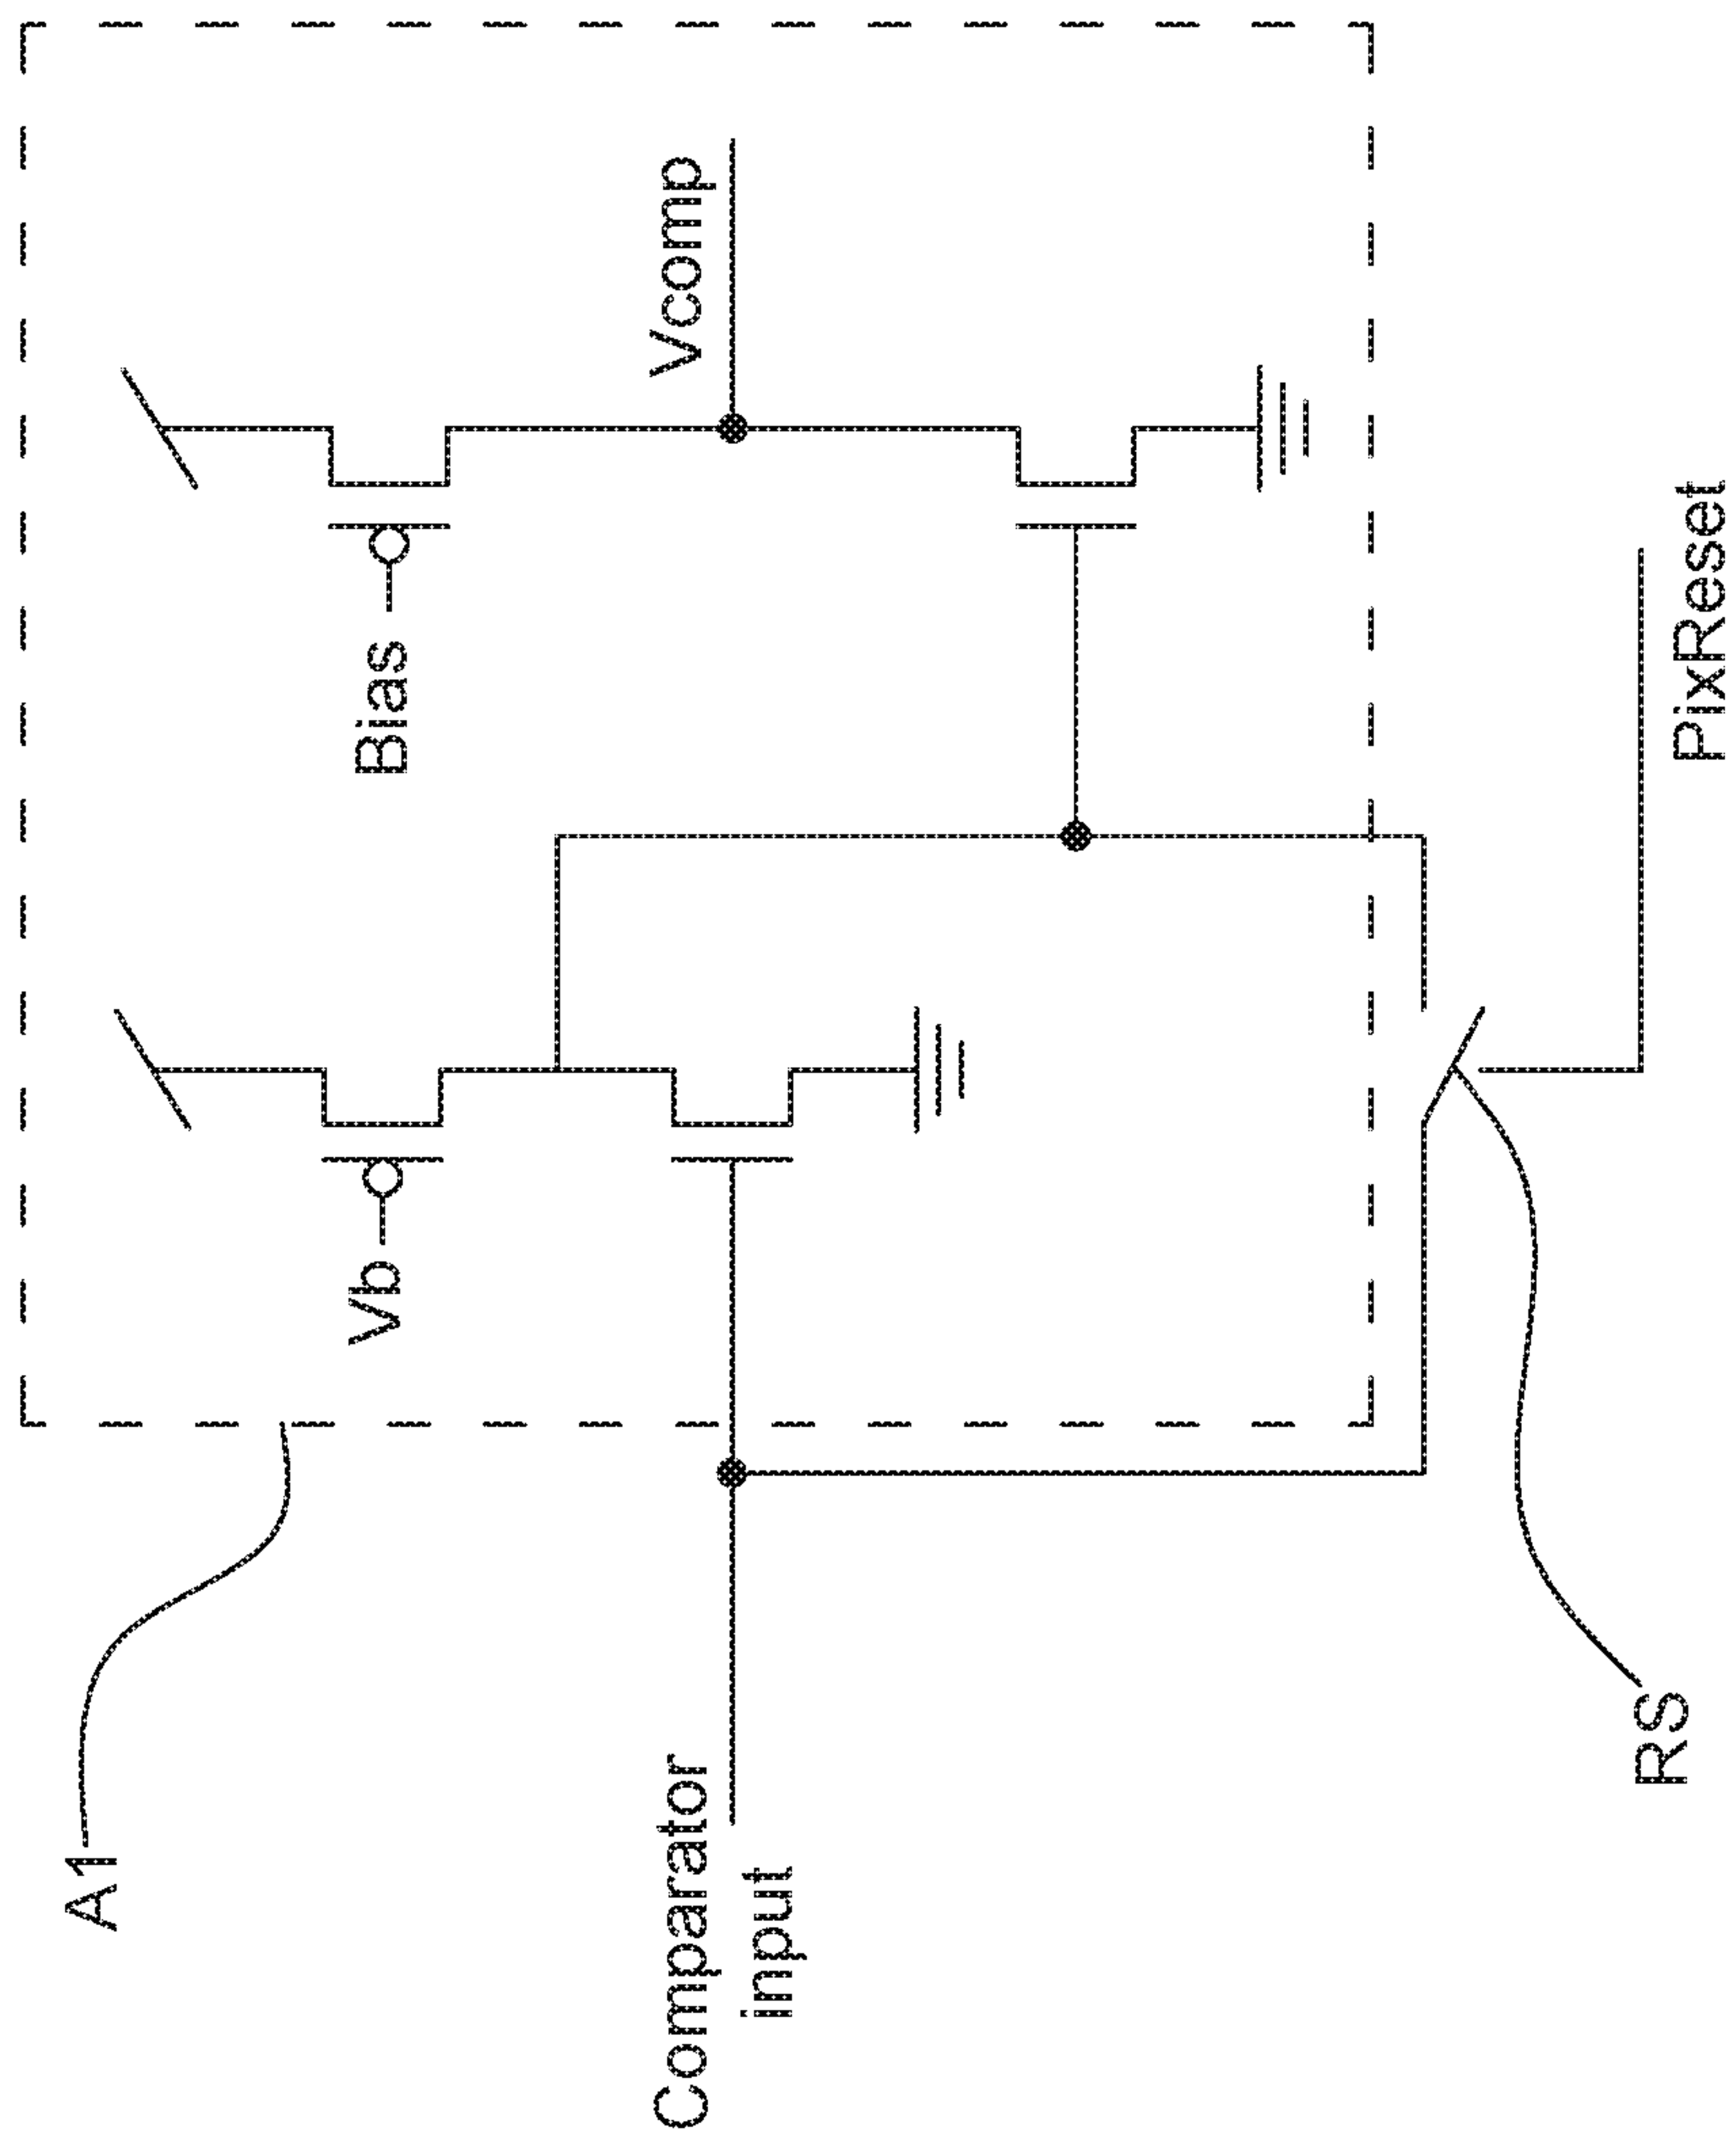 A1
Vb
Bias
Vcomp
Comparator
input
RS
PixReset